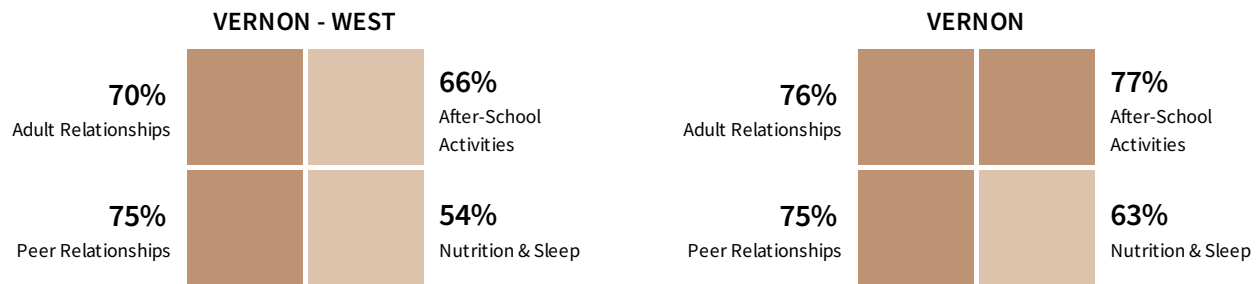 VERNON - WEST
70%
Adult Relationships
66%
After-School
Activities
75%
Peer Relationships
54%
Nutrition & Sleep
VERNON
76%
Adult Relationships
77%
After-School
Activities
75%
Peer Relationships
63%
Nutrition & Sleep